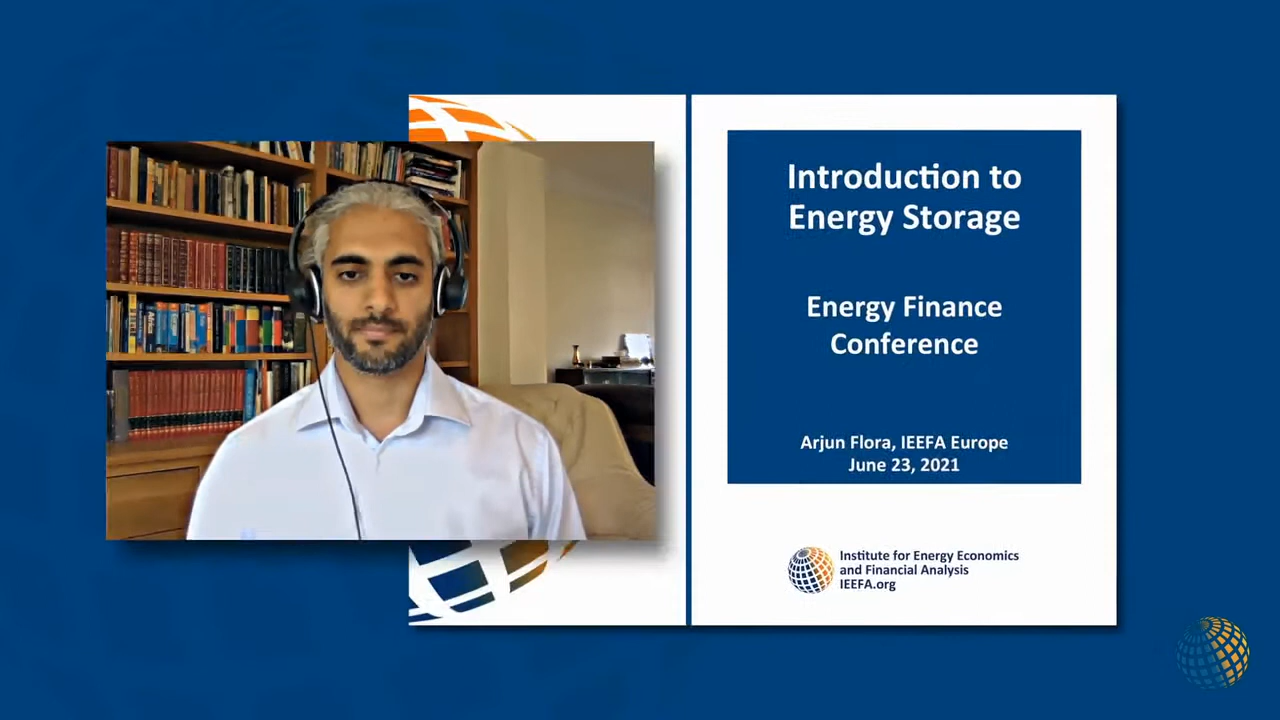 Introduction to
Energy Storage
Energy Finance
Conference
Arjun Flora, IEEFA Europe
June 23, 2021
Institute for Energy Economics
and Financial Analysis
IEEFA.org
Africa